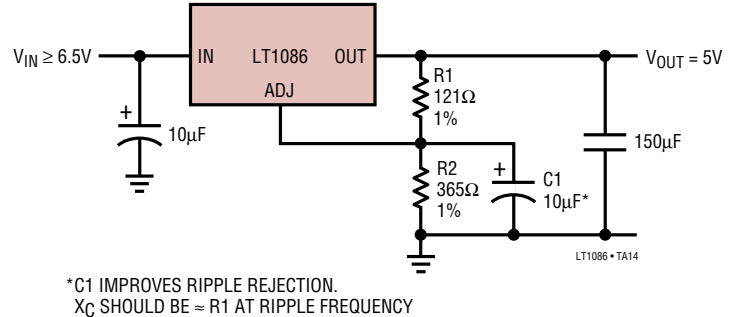 V_IN ≥ 6.5V
IN LT1086 OUT
ADJ
V_OUT = 5V
+
10µF
R1
121Ω
1%
R2
365Ω
1%
+
C1
10µF*
150µF
LT1086 • TA14
*C1 IMPROVES RIPPLE REJECTION.
X_C SHOULD BE ≈ R1 AT RIPPLE FREQUENCY